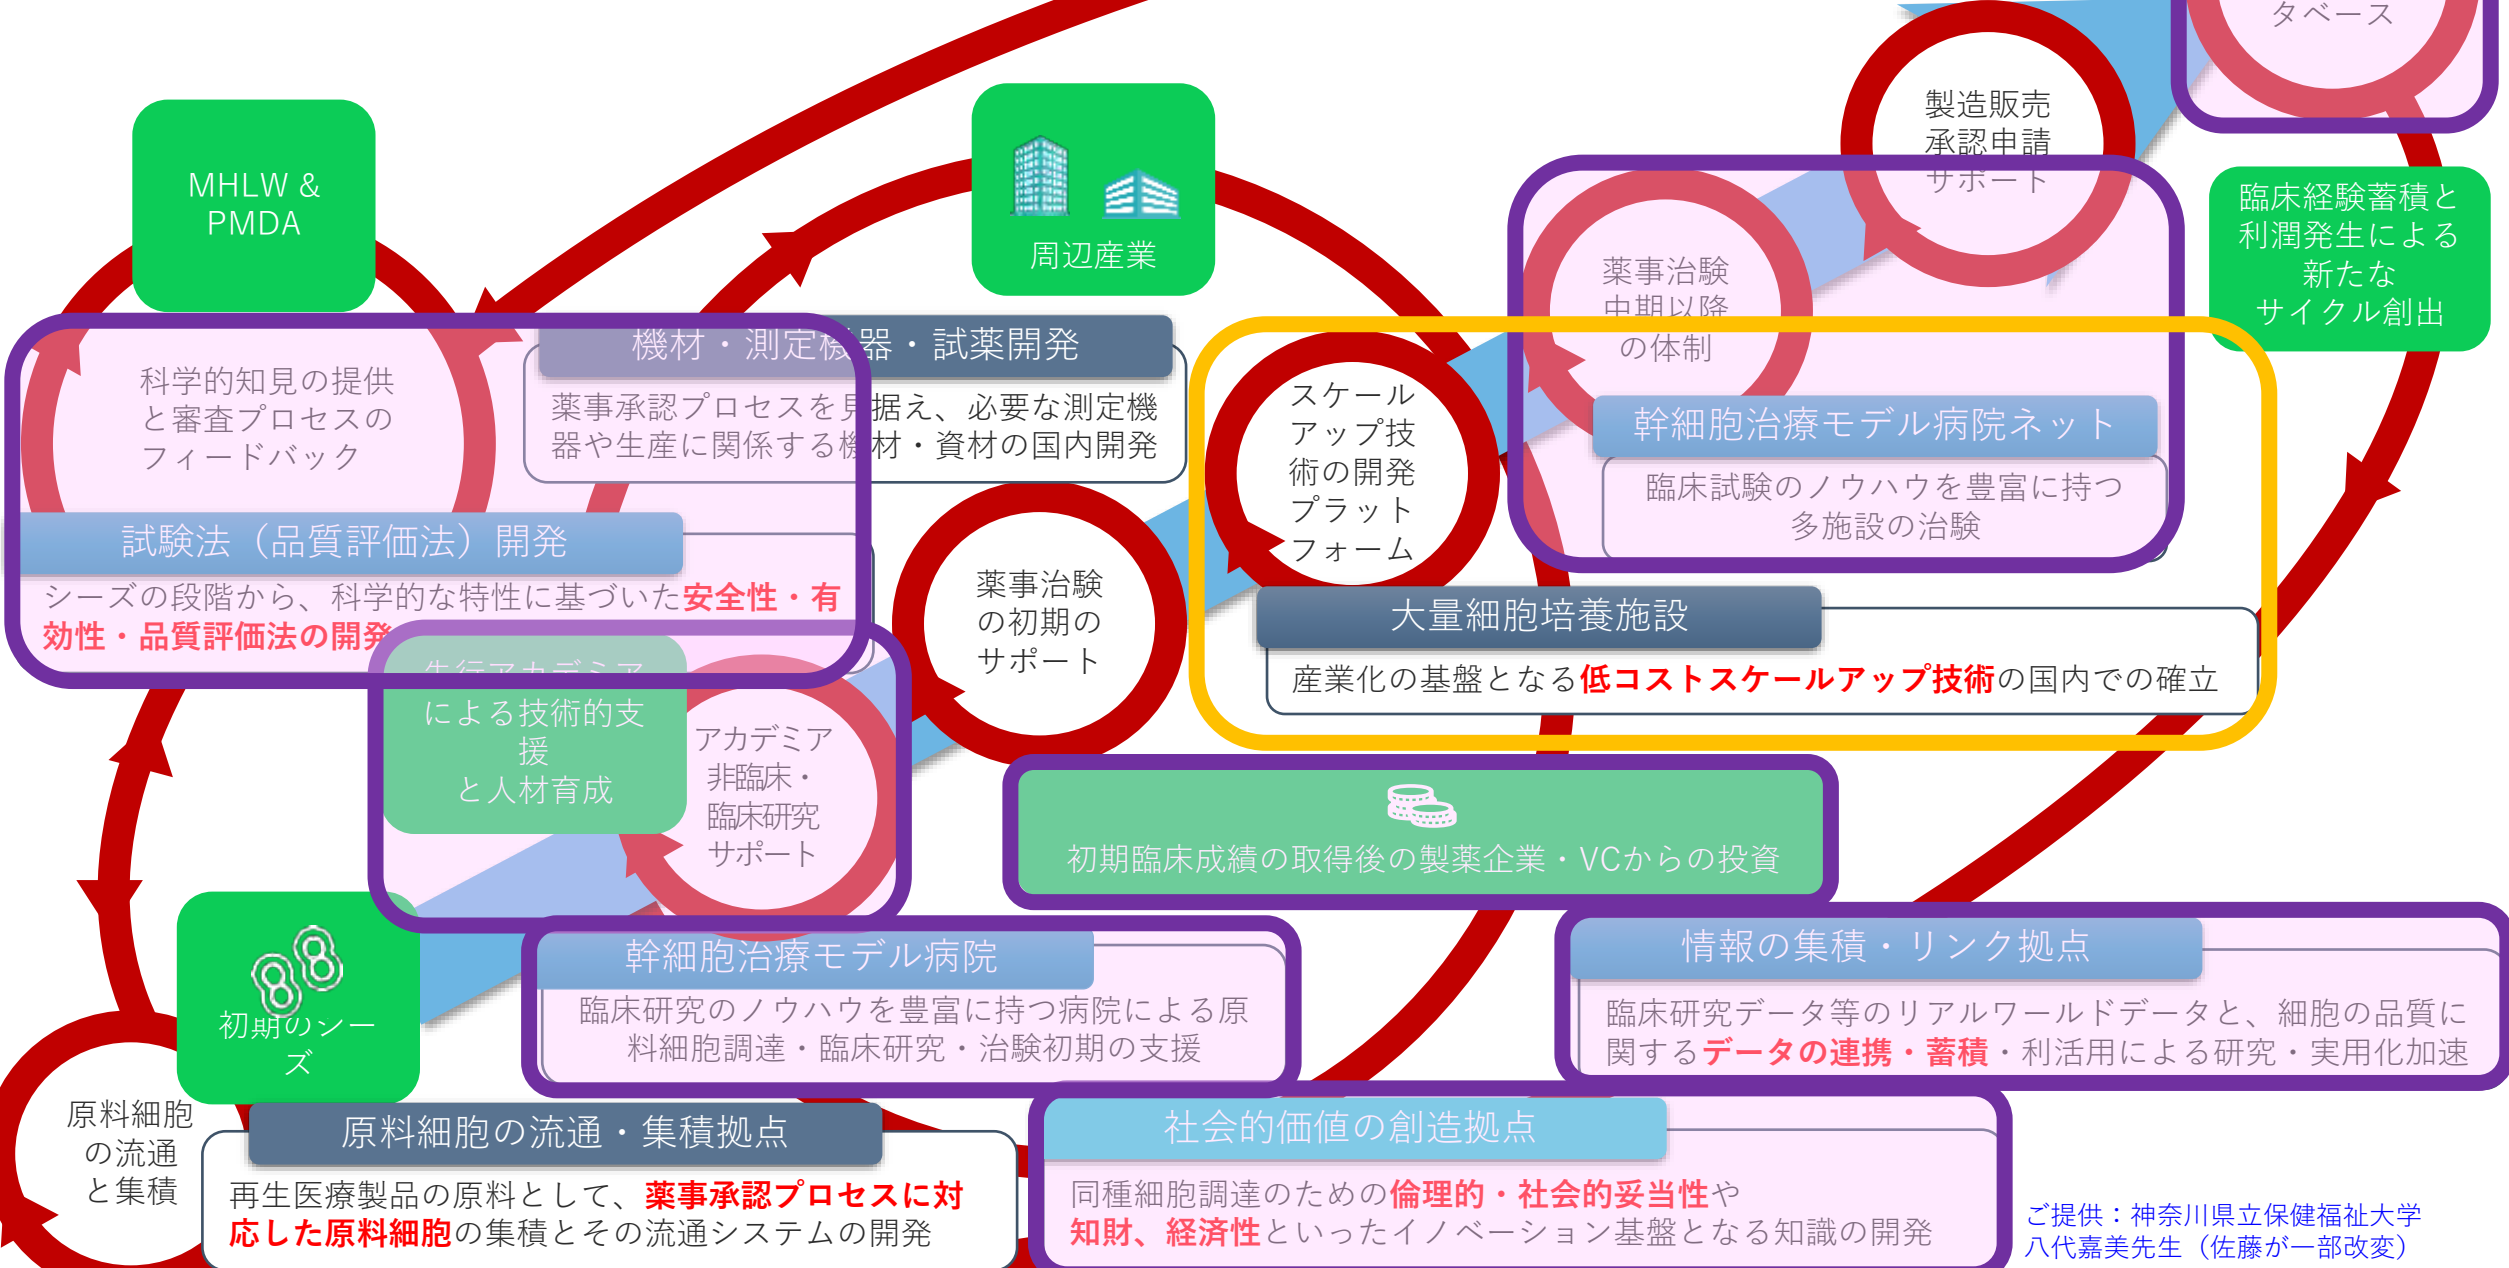 タベース
製造販売
承認申請
サポート
MHLW &
PMDA
周辺産業
臨床経験蓄積と
利潤発生による
新たな
サイクル創出
薬事治験
中期以降
の体制
機材・測定機器・試薬開発
薬事承認プロセスを見据え、必要な測定機
器や生産に関係する機材・資材の国内開発
科学的知見の提供
と審査プロセスの
フィードバック
スケール
アップ技
術の開発
プラット
フォーム
幹細胞治療モデル病院ネット
臨床試験のノウハウを豊富に持つ
多施設の治験
試験法（品質評価法）開発
シーズの段階から、科学的な特性に基づいた安全性・有
効性・品質評価法の開発
薬事治験
の初期の
サポート
大量細胞培養施設
産業化の基盤となる低コストスケールアップ技術の国内での確立
先行アカデミア
による技術的支
援
と人材育成
アカデミア
非臨床・
臨床研究
サポート
初期臨床成績の取得後の製薬企業・VCからの投資
初期のシー
ズ
幹細胞治療モデル病院
臨床研究のノウハウを豊富に持つ病院による原
料細胞調達・臨床研究・治験初期の支援
情報の集積・リンク拠点
臨床研究データ等のリアルワールドデータと、細胞の品質に
関するデータの連携・蓄積・利活用による研究・実用化加速
原料細胞
の流通
と集積
原料細胞の流通・集積拠点
再生医療製品の原料として、薬事承認プロセスに対
応した原料細胞の集積とその流通システムの開発
社会的価値の創造拠点
同種細胞調達のための倫理的・社会的妥当性や
知財、経済性といったイノベーション基盤となる知識の開発
ご提供：神奈川県立保健福祉大学
八代嘉美先生（佐藤が一部改変）